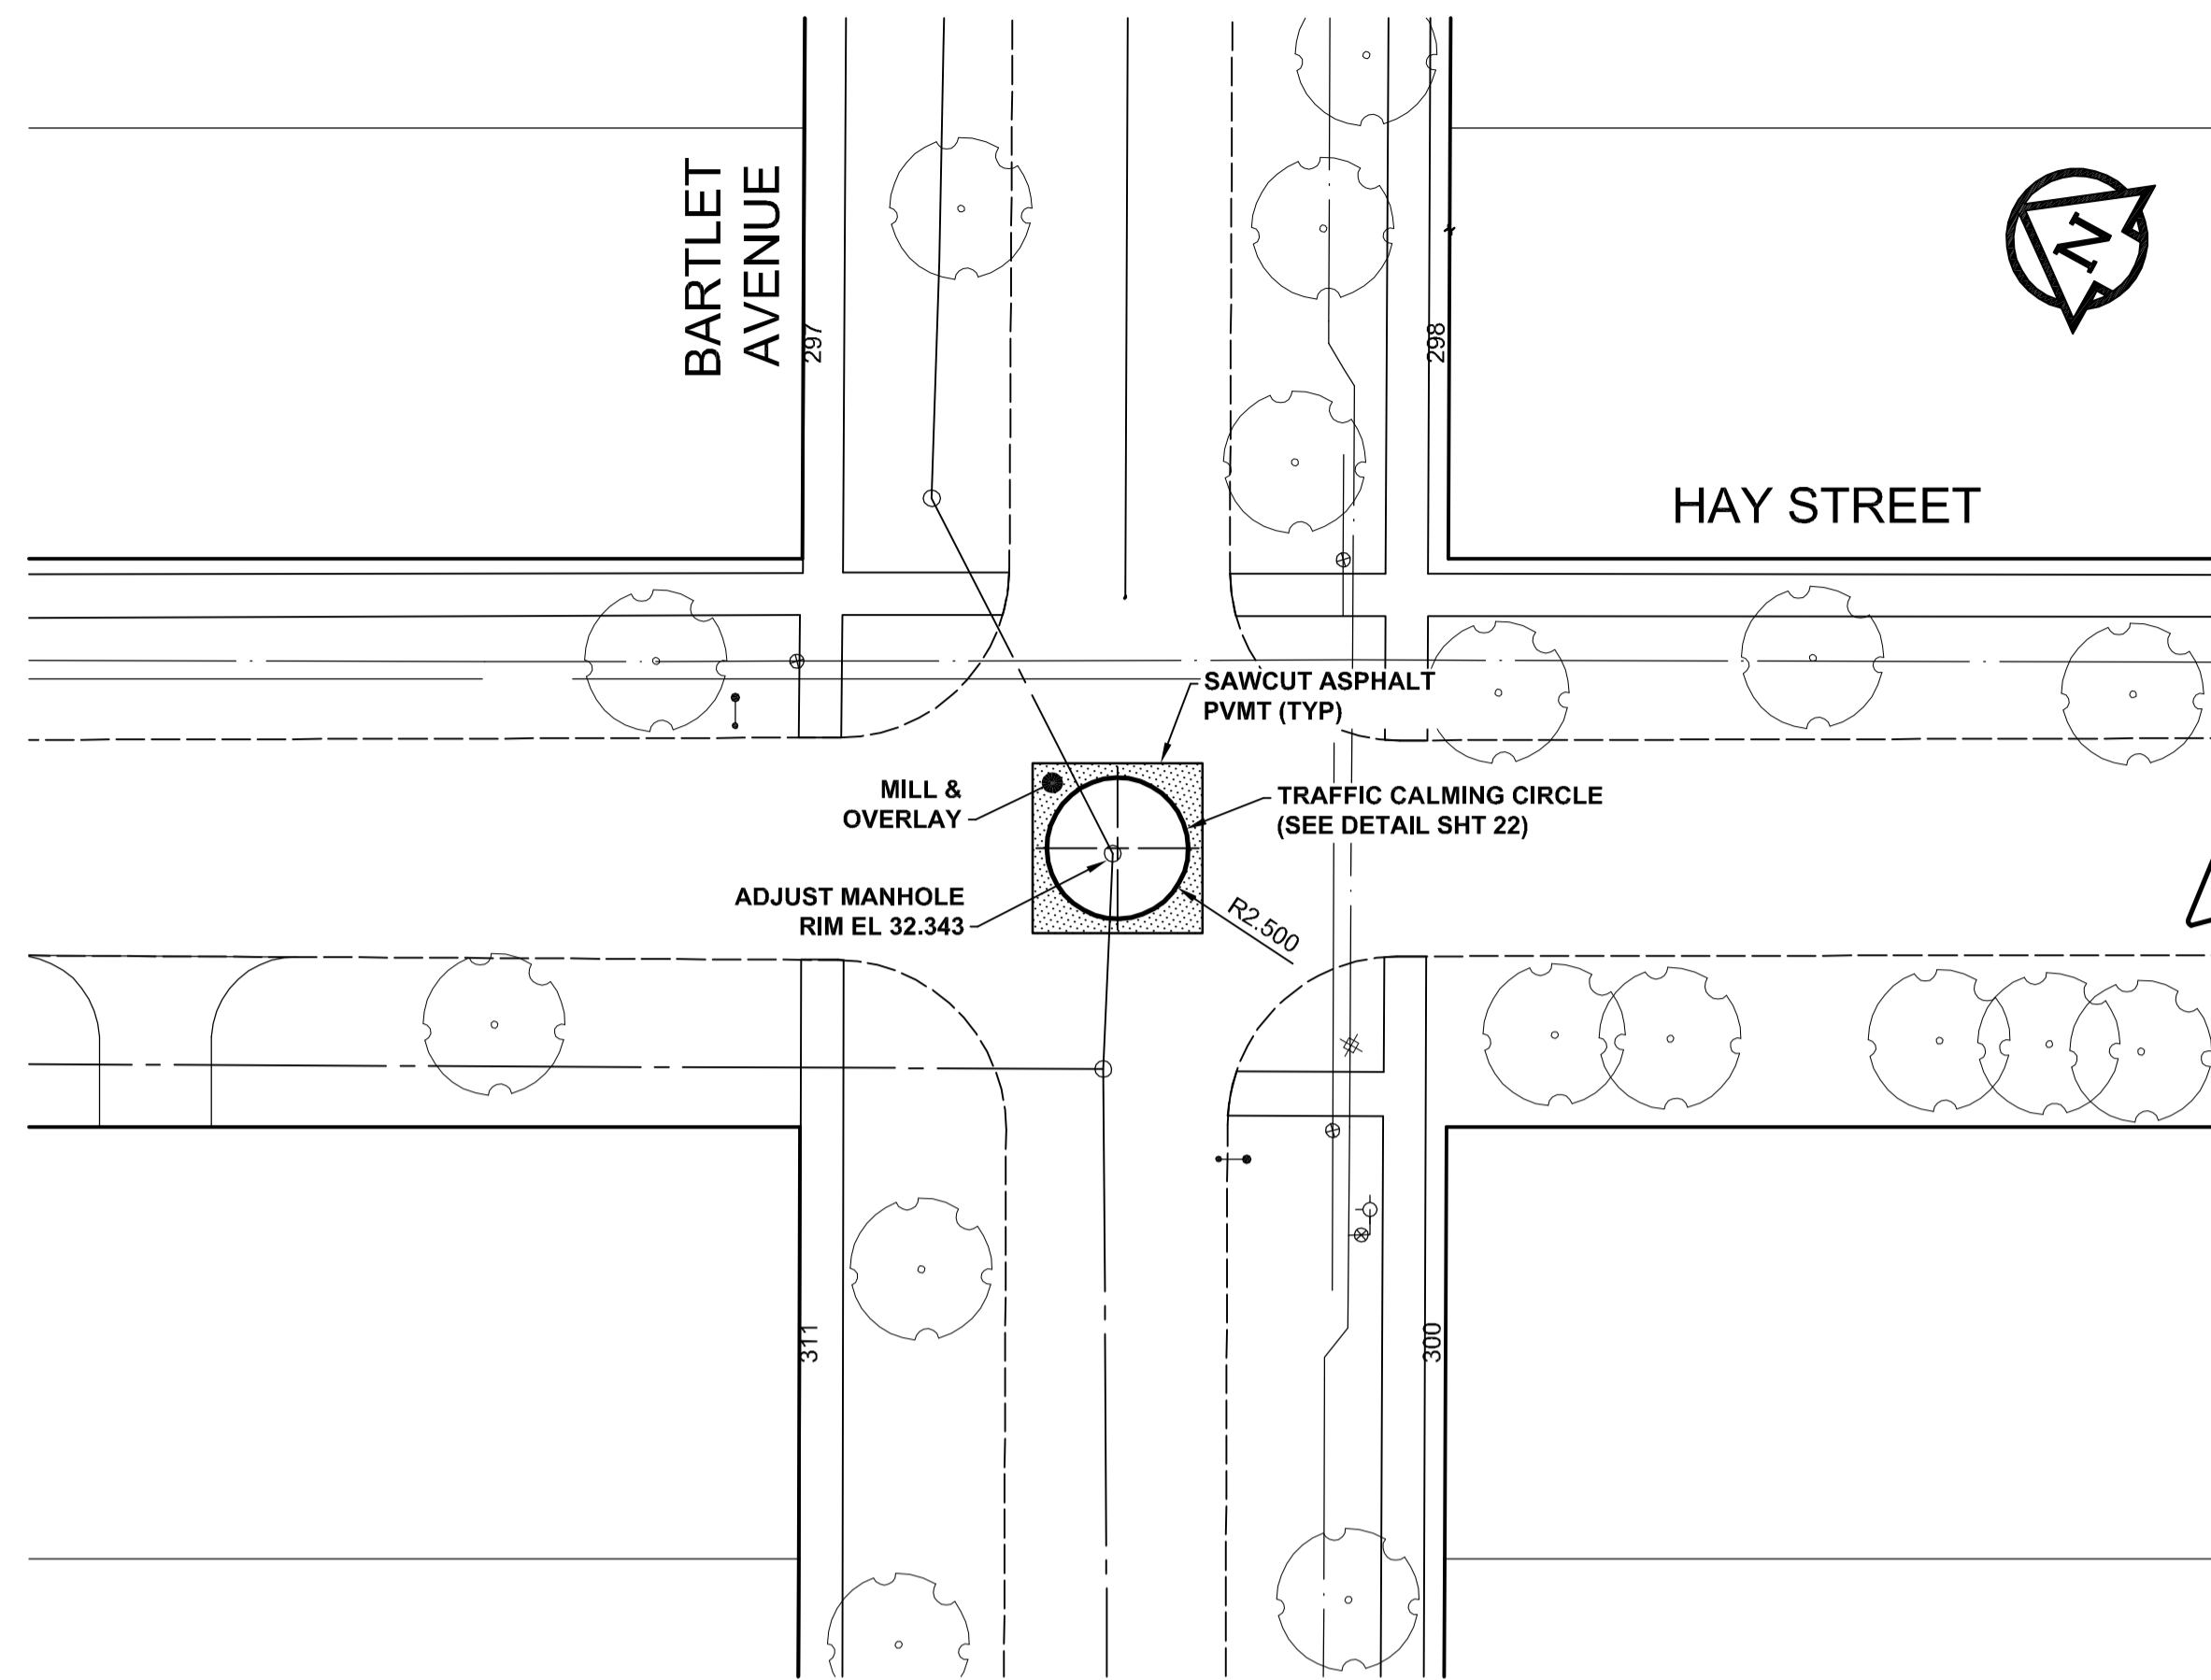 BARTLET
AVENUE
297
298
N
HAY STREET
SAWCUT ASPHALT
PVMT (TYP)
MILL &
OVERLAY
TRAFFIC CALMING CIRCLE
(SEE DETAIL SHT 22)
ADJUST MANHOLE
RIM EL 32.343
R2.500
311
300